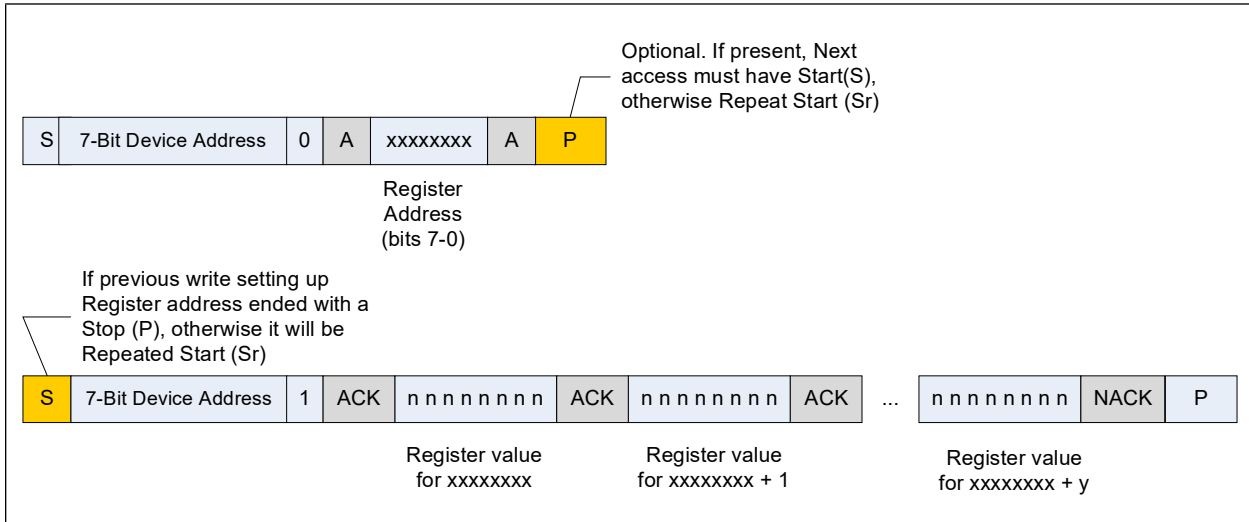 Optional. If present, Next
access must have Start(S),
otherwise Repeat Start (Sr)
S 7-Bit Device Address 0 A xxxxxxxx A P
Register
Address
(bits 7-0)
If previous write setting up
Register address ended with a
Stop (P), otherwise it will be
Repeated Start (Sr)
S 7-Bit Device Address 1 ACK n n n n n n n n ACK n n n n n n n n ACK ... n n n n n n n n NACK P
Register value
for xxxxxxxx
Register value
for xxxxxxxx + 1
Register value
for xxxxxxxx + y